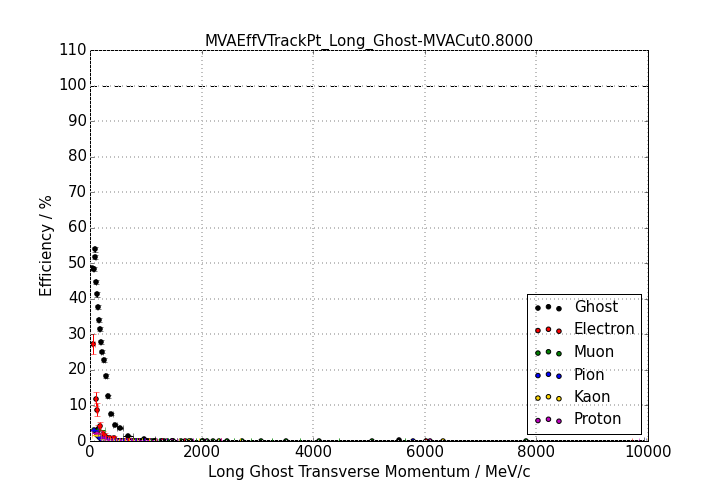 MVAEffVTrackPt_Long_Ghost-MVACut0.8000
110
100
90
80
70
60
50
40
30
20
10
0
Efficiency / %
Ghost
Electron
Muon
Pion
Kaon
Proton
0 2000 4000 6000 8000 10000
Long Ghost Transverse Momentum / MeV/c